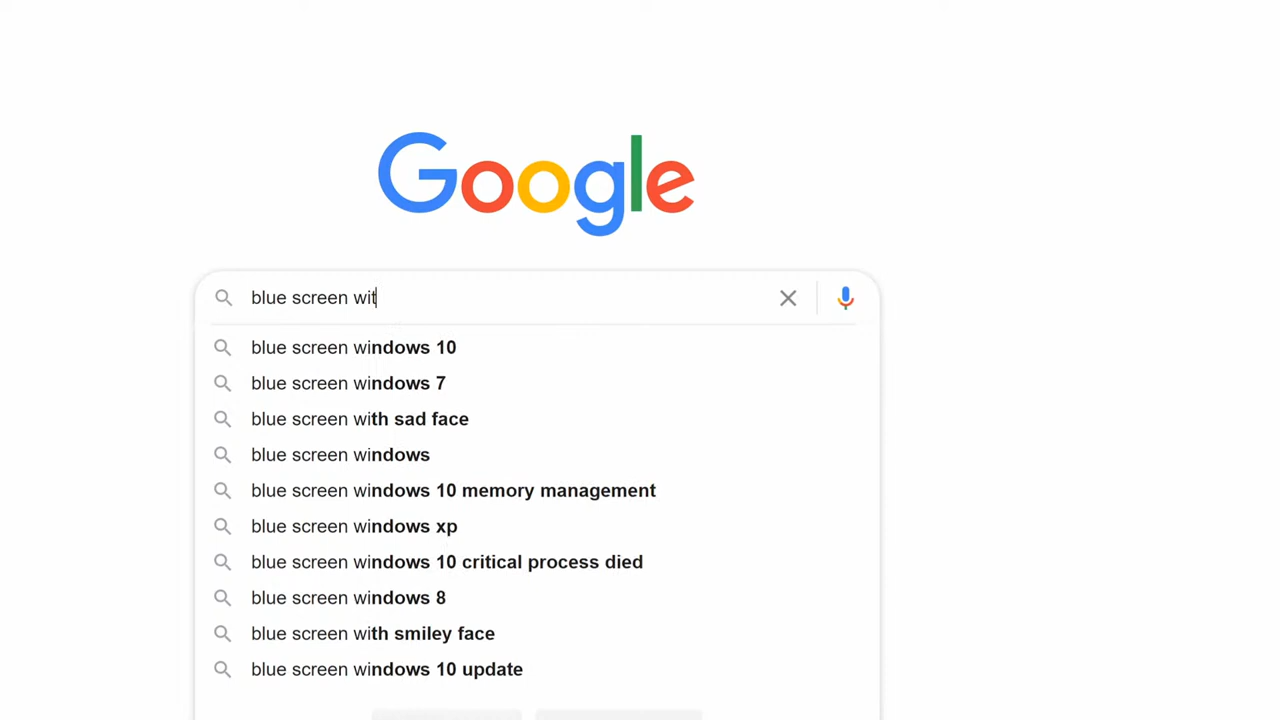 Google
blue screen wit
blue screen windows 10
blue screen windows 7
blue screen with sad face
blue screen windows
blue screen windows 10 memory management
blue screen windows xp
blue screen windows 10 critical process died
blue screen windows 8
blue screen with smiley face
blue screen windows 10 update